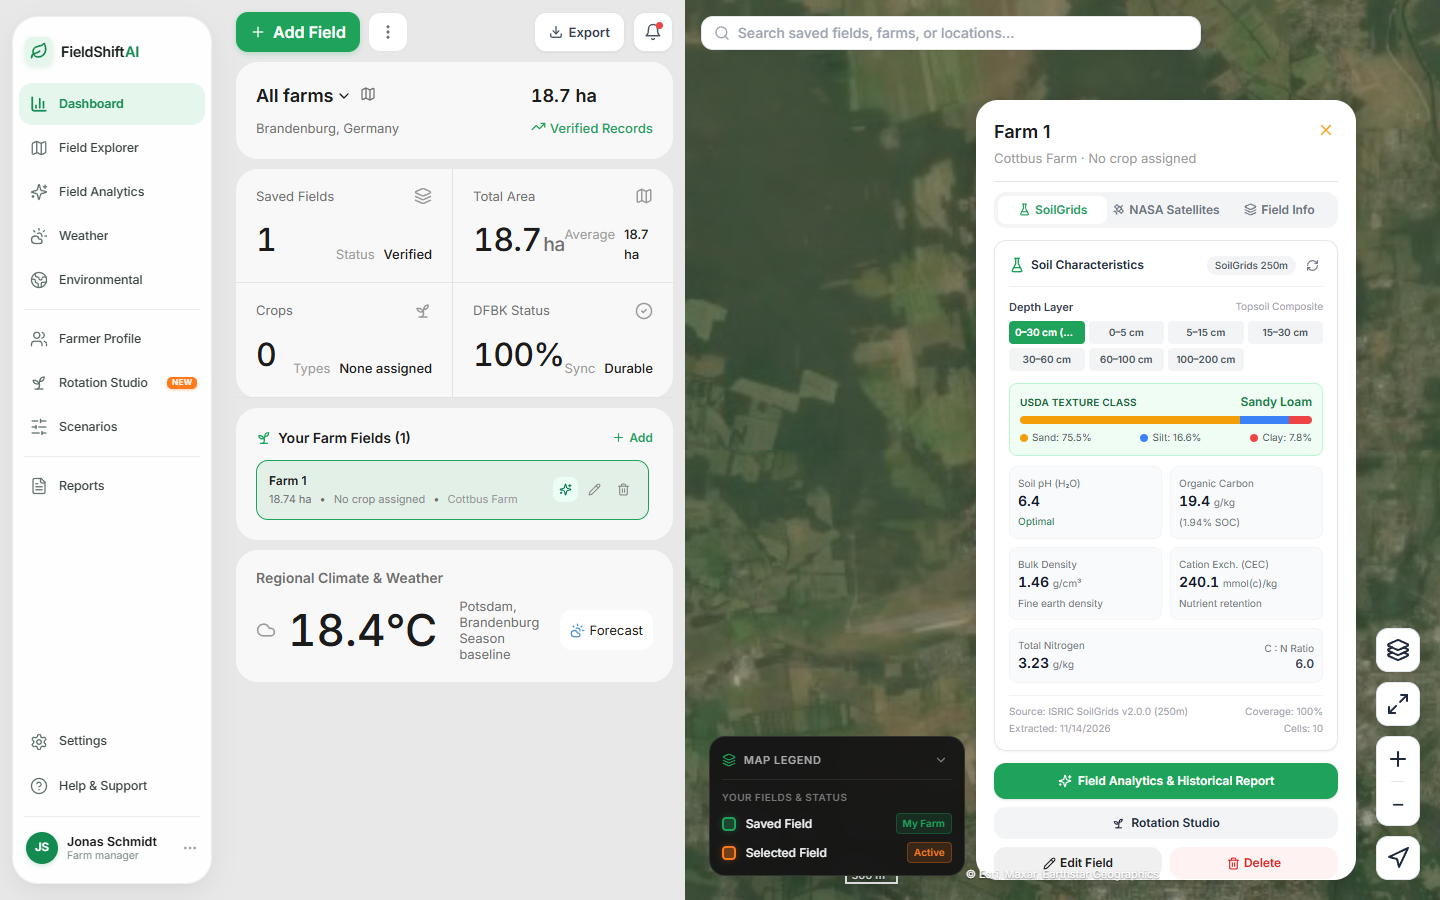 FieldShiftAI
Dashboard
Field Explorer
Field Analytics
Weather
Environmental
Farmer Profile
Rotation Studio NEW
Scenarios
Reports
Settings
Help & Support
JS
Jonas Schmidt
Farm manager
+ Add Field
Export
All farms
18.7 ha
Brandenburg, Germany
Verified Records
Saved Fields
1
Status Verified
Total Area
18.7 ha
Average 18.7 ha
Crops
0
Types None assigned
DFBK Status
100%
Sync Durable
Your Farm Fields (1)
+ Add
Farm 1
18.74 ha • No crop assigned • Cottbus Farm
Regional Climate & Weather
18.4°C
Potsdam,
Brandenburg
Season
baseline
Forecast
Search saved fields, farms, or locations...
Farm 1
Cottbus Farm · No crop assigned
SoilGrids
NASA Satellites
Field Info
Soil Characteristics
SoilGrids 250m
Depth Layer
Topsoil Composite
0–30 cm (...
0–5 cm
5–15 cm
15–30 cm
30–60 cm
60–100 cm
100–200 cm
USDA TEXTURE CLASS
Sandy Loam
Sand: 75.5%
Silt: 16.6%
Clay: 7.8%
Soil pH (H₂O)
6.4
Optimal
Organic Carbon
19.4 g/kg
(1.94% SOC)
Bulk Density
1.46 g/cm³
Fine earth density
Cation Exch. (CEC)
240.1 mmol(c)/kg
Nutrient retention
Total Nitrogen
3.23 g/kg
C : N Ratio
6.0
Source: ISRIC SoilGrids v2.0.0 (250m)
Coverage: 100%
Extracted: 11/14/2026
Cells: 10
Field Analytics & Historical Report
Rotation Studio
Edit Field
Delete
MAP LEGEND
YOUR FIELDS & STATUS
Saved Field
My Farm
Selected Field
Active
© Esri, Maxar, Earthstar Geographics